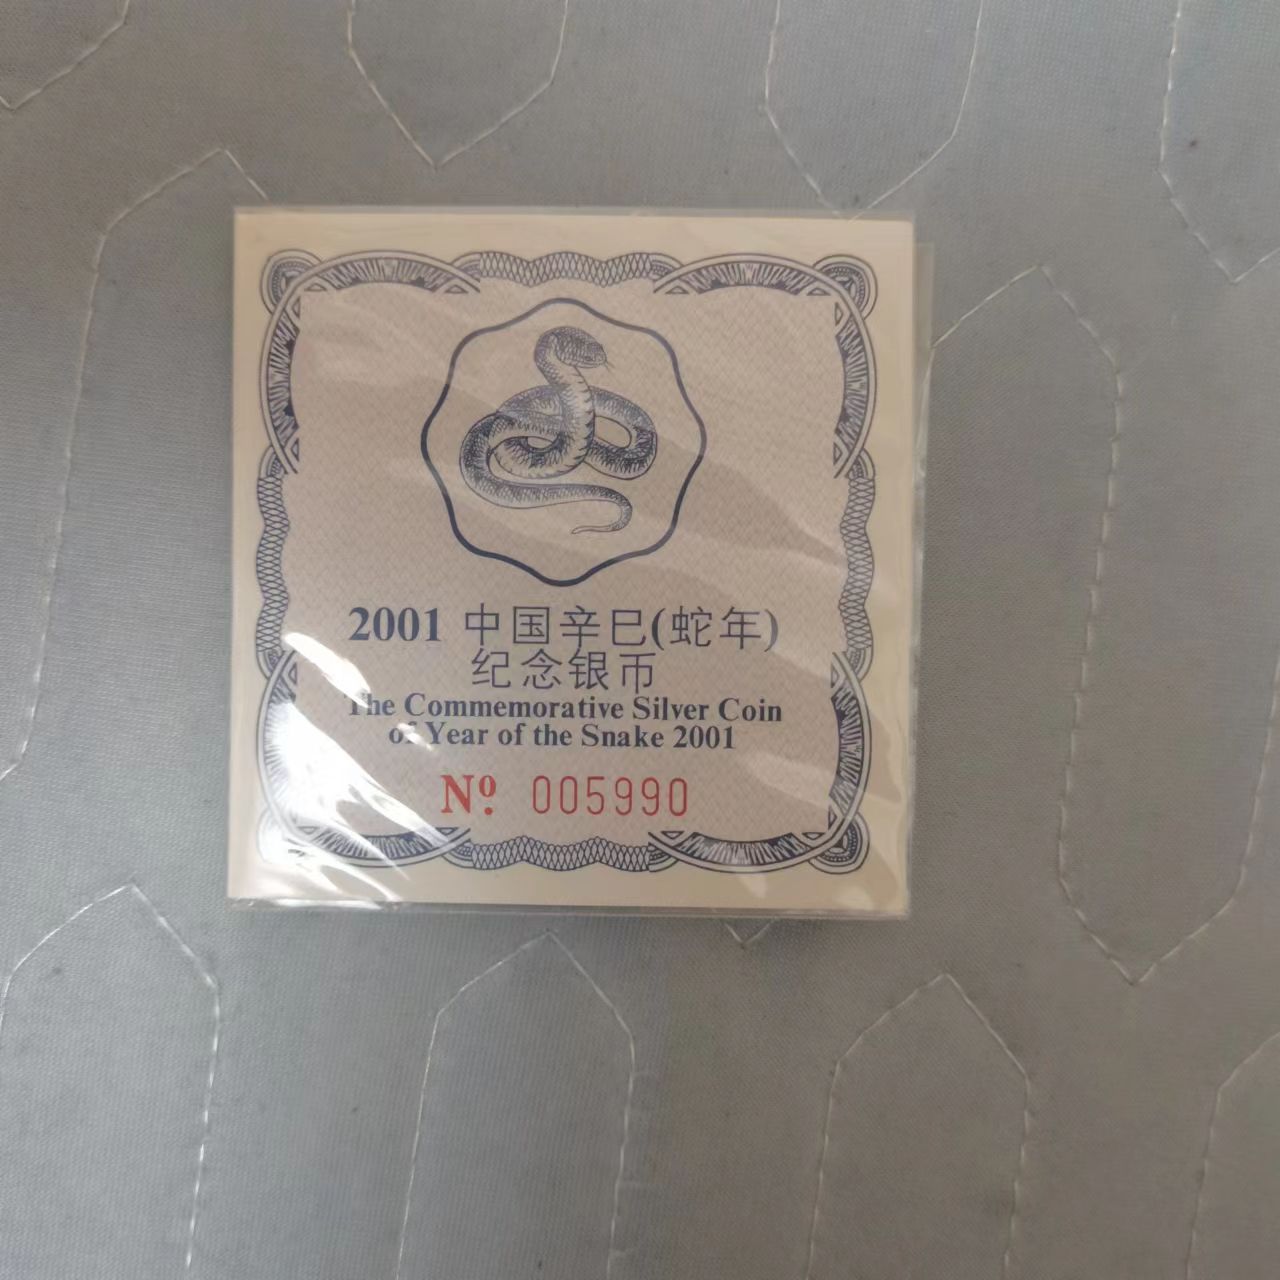 2001 中国辛巳(蛇年)
纪念银币
The Commemorative Silver Coin
of Year of the Snake 2001
Nº 005990